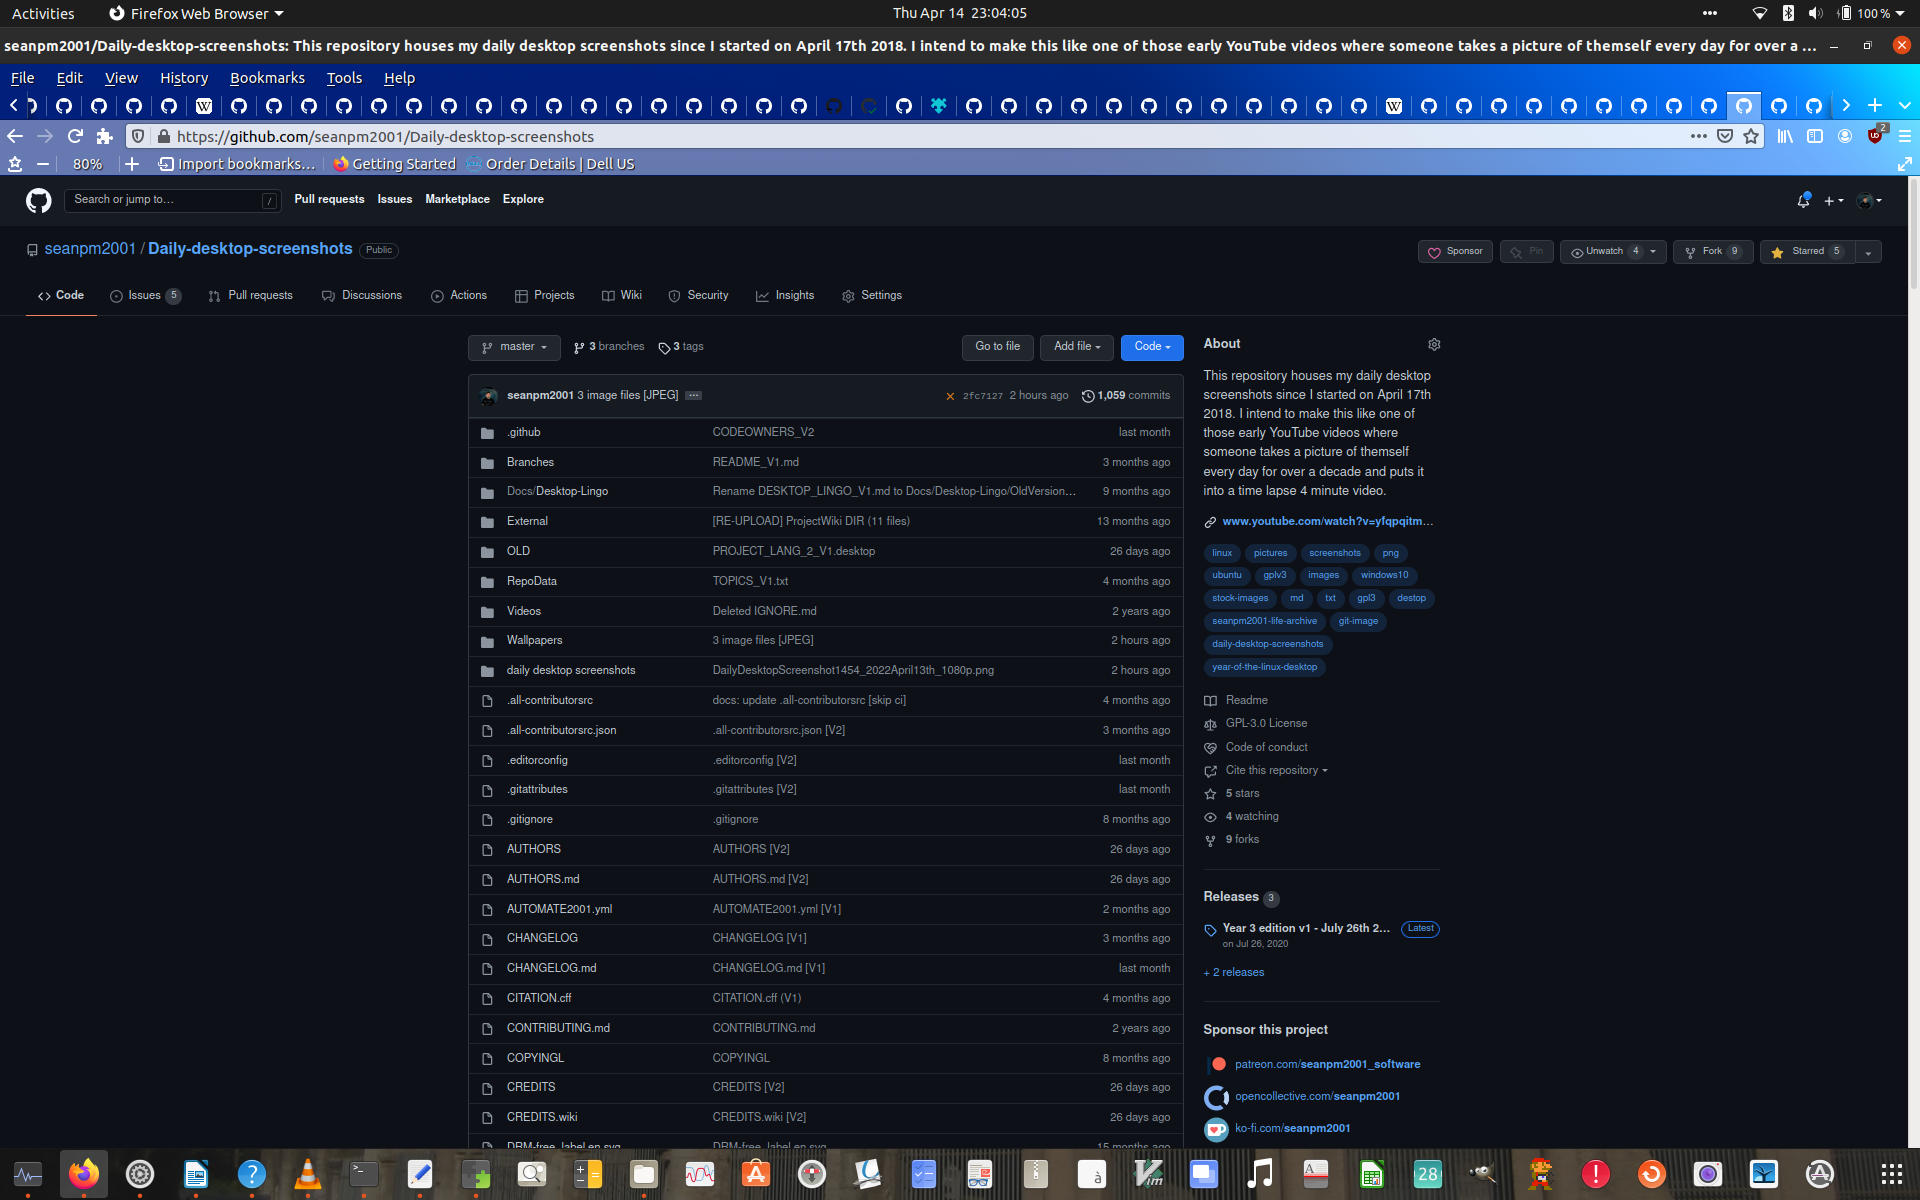 Activities
Firefox Web Browser
Thu Apr 14  23:04:05
100 %
seanpm2001/Daily-desktop-screenshots: This repository houses my daily desktop screenshots since I started on April 17th 2018. I intend to make this like one of those early YouTube videos where someone takes a picture of themself every day for over a ...
File Edit View History Bookmarks Tools Help
https://github.com/seanpm2001/Daily-desktop-screenshots
2
80%
Import bookmarks...
Getting Started
Order Details | Dell US
Search or jump to...
/
Pull requests Issues Marketplace Explore
seanpm2001 / Daily-desktop-screenshots Public
Sponsor
Pin
Unwatch 4
Fork 9
Starred 5
Code
Issues 5
Pull requests
Discussions
Actions
Projects
Wiki
Security
Insights
Settings
master
3 branches
3 tags
Go to file
Add file
Code
seanpm2001 3 image files [JPEG] ... 2fc7127 2 hours ago 1,059 commits
.github CODEOWNERS_V2 last month
Branches README_V1.md 3 months ago
Docs/Desktop-Lingo Rename DESKTOP_LINGO_V1.md to Docs/Desktop-Lingo/OldVersion... 9 months ago
External [RE-UPLOAD] ProjectWiki DIR (11 files) 13 months ago
OLD PROJECT_LANG_2_V1.desktop 26 days ago
RepoData TOPICS_V1.txt 4 months ago
Videos Deleted IGNORE.md 2 years ago
Wallpapers 3 image files [JPEG] 2 hours ago
daily desktop screenshots DailyDesktopScreenshot1454_2022April13th_1080p.png 2 hours ago
.all-contributorsrc docs: update .all-contributorsrc [skip ci] 4 months ago
.all-contributorsrc.json .all-contributorsrc.json [V2] 3 months ago
.editorconfig .editorconfig [V2] last month
.gitattributes .gitattributes [V2] last month
.gitignore .gitignore 8 months ago
AUTHORS AUTHORS [V2] 26 days ago
AUTHORS.md AUTHORS.md [V2] 26 days ago
AUTOMATE2001.yml AUTOMATE2001.yml [V1] 2 months ago
CHANGELOG CHANGELOG [V1] 3 months ago
CHANGELOG.md CHANGELOG.md [V1] last month
CITATION.cff CITATION.cff (V1) 4 months ago
CONTRIBUTING.md CONTRIBUTING.md 2 years ago
COPYINGL COPYINGL 8 months ago
CREDITS CREDITS [V2] 26 days ago
CREDITS.wiki CREDITS.wiki [V2] 26 days ago
DRM-free_label.en.svg DRM-free_label.en.svg 15 months ago
About
This repository houses my daily desktop
screenshots since I started on April 17th
2018. I intend to make this like one of
those early YouTube videos where
someone takes a picture of themself
every day for over a decade and puts it
into a time lapse 4 minute video.
www.youtube.com/watch?v=yfqpqitm...
linux pictures screenshots png
ubuntu gplv3 images windows10
stock-images md txt gpl3 destop
seanpm2001-life-archive git-image
daily-desktop-screenshots
year-of-the-linux-desktop
Readme
GPL-3.0 License
Code of conduct
Cite this repository
5 stars
4 watching
9 forks
Releases 3
Year 3 edition v1 - July 26th 2... Latest
on Jul 26, 2020
+ 2 releases
Sponsor this project
patreon.com/seanpm2001_software
opencollective.com/seanpm2001
ko-fi.com/seanpm2001
28